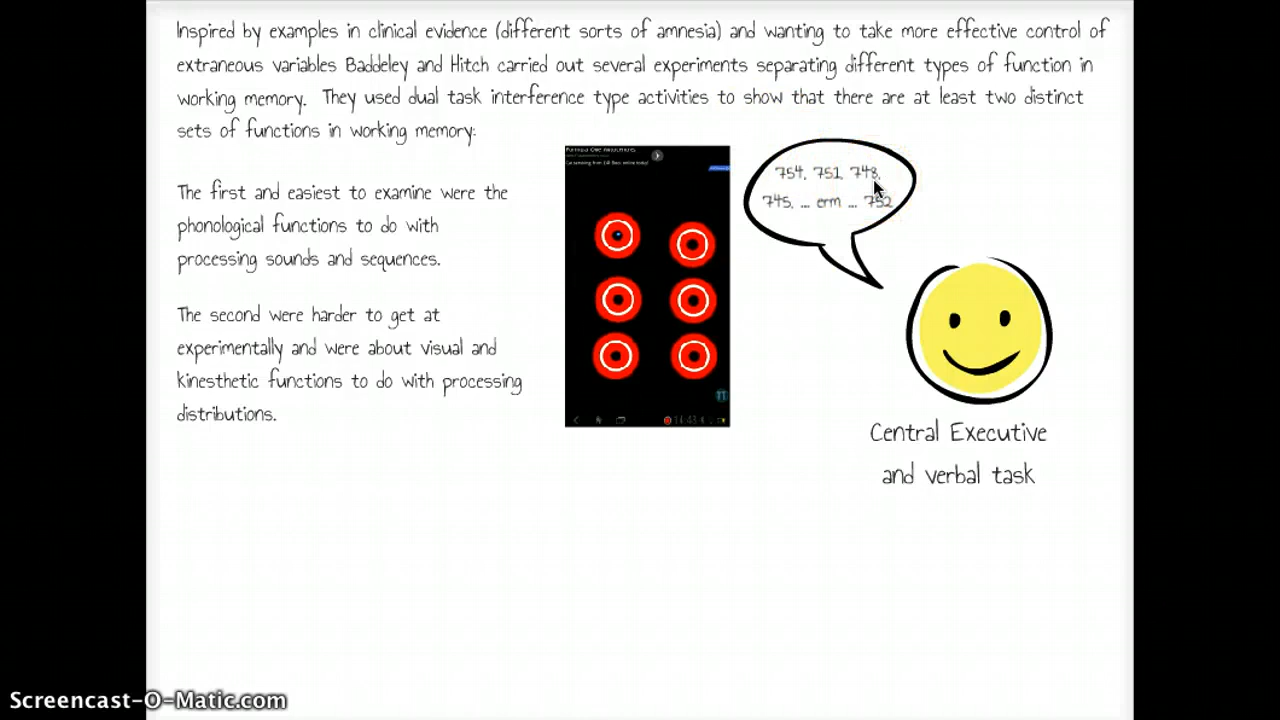 Inspired by examples in clinical evidence (different sorts of amnesia) and wanting to take more effective control of
extraneous variables Baddeley and Hitch carried out several experiments separating different types of function in
working memory. They used dual task interference type activities to show that there are at least two distinct
sets of functions in working memory:
The first and easiest to examine were the
phonological functions to do with
processing sounds and sequences.
The second were harder to get at
experimentally and were about visual and
kinesthetic functions to do with processing
distributions.
754, 751, 748,
745, ... erm ... 752
Central Executive
and verbal task
Screencast-O-Matic.com